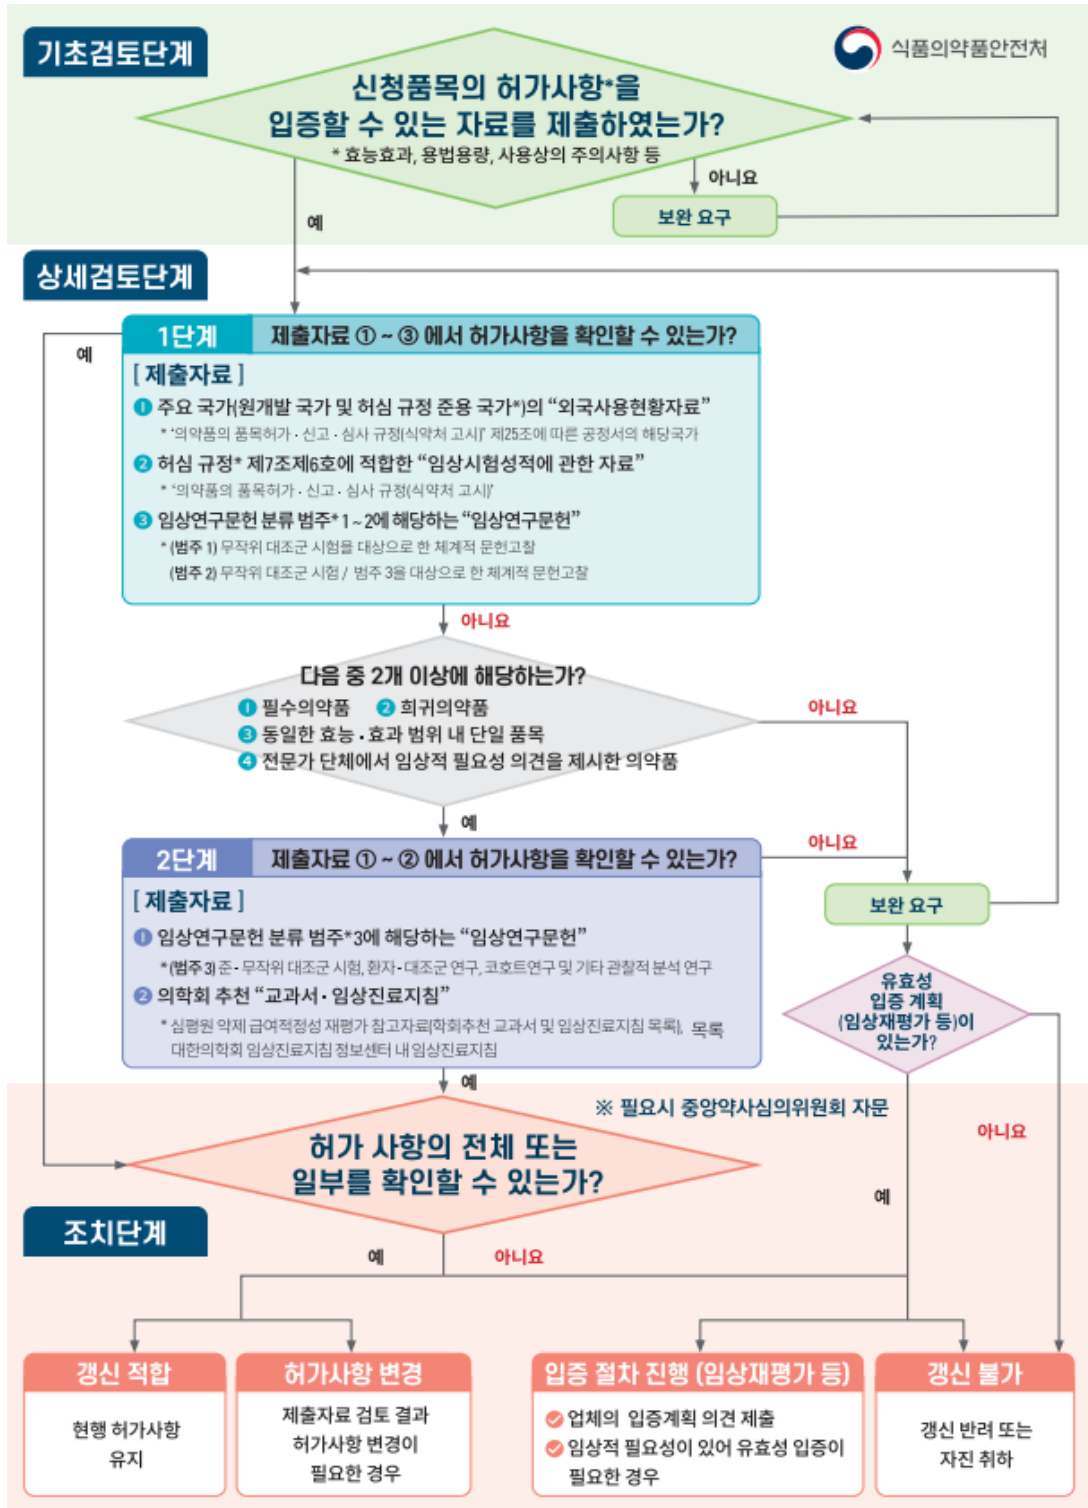 기초검토단계
식품의약품안전처
신청품목의 허가사항*을
입증할 수 있는 자료를 제출하였는가?
* 효능효과, 용법용량, 사용상의 주의사항 등
아니요
보완 요구
예
상세검토단계
예
1단계
제출자료 ① ~ ③ 에서 허가사항을 확인할 수 있는가?
[ 제출자료 ]
❶ 주요 국가(원개발 국가 및 허심 규정 준용 국가*)의 “외국사용현황자료”
* ‘의약품의 품목허가 · 신고 · 심사 규정(식약처 고시)’ 제25조에 따른 공정서의 해당국가
❷ 허심 규정* 제7조제6호에 적합한 “임상시험성적에 관한 자료”
* ‘의약품의 품목허가 · 신고 · 심사 규정(식약처 고시)’
❸ 임상연구문헌 분류 범주* 1 ~ 2에 해당하는 “임상연구문헌”
* (범주 1) 무작위 대조군 시험을 대상으로 한 체계적 문헌고찰
(범주 2) 무작위 대조군 시험 / 범주 3을 대상으로 한 체계적 문헌고찰
아니요
다음 중 2개 이상에 해당하는가?
❶ 필수의약품 ❷ 희귀의약품
❸ 동일한 효능 · 효과 범위 내 단일 품목
❹ 전문가 단체에서 임상적 필요성 의견을 제시한 의약품
아니요
예
2단계
제출자료 ① ~ ② 에서 허가사항을 확인할 수 있는가?
아니요
[ 제출자료 ]
❶ 임상연구문헌 분류 범주*3에 해당하는 “임상연구문헌”
* (범주 3) 준 - 무작위 대조군 시험, 환자 - 대조군 연구, 코호트연구 및 기타 관찰적 분석 연구
❷ 의학회 추천 “교과서 · 임상진료지침”
* 심평원 약제 급여적정성 재평가 참고자료(학회추천 교과서 및 임상진료지침 목록), 목록
대한의학회 임상진료지침 정보센터 내 임상진료지침
보완 요구
유효성
입증 계획
(임상재평가 등)이
있는가?
예
※ 필요시 중앙약사심의위원회 자문
아니요
허가 사항의 전체 또는
일부를 확인할 수 있는가?
예
조치단계
예
아니요
갱신 적합
현행 허가사항
유지
허가사항 변경
제출자료 검토 결과
허가사항 변경이
필요한 경우
입증 절차 진행 (임상재평가 등)
업체의 입증계획 의견 제출
임상적 필요성이 있어 유효성 입증이
필요한 경우
갱신 불가
갱신 반려 또는
자진 취하